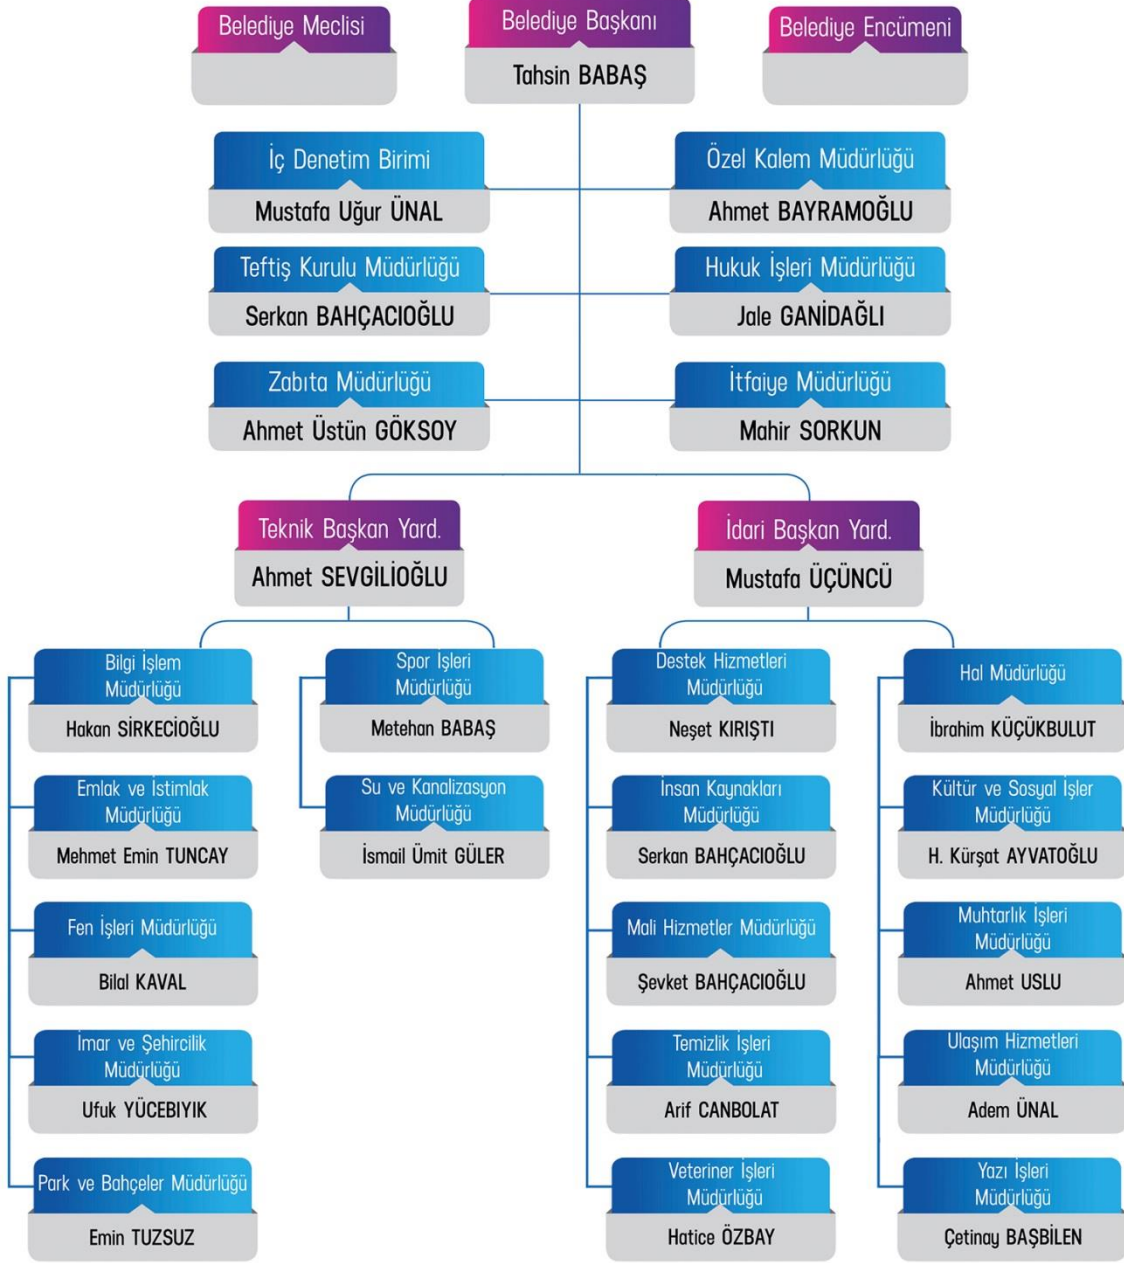 Belediye Meclisi
Belediye Başkanı
Tahsin BABAŞ
Belediye Encümeni
İç Denetim Birimi
Mustafa Uğur ÜNAL
Özel Kalem Müdürlüğü
Ahmet BAYRAMOĞLU
Teftiş Kurulu Müdürlüğü
Serkan BAHÇACIOĞLU
Hukuk İşleri Müdürlüğü
Jale GANİDAĞLI
Zabıta Müdürlüğü
Ahmet Üstün GÖKSOY
İtfaiye Müdürlüğü
Mahir SORKUN
Teknik Başkan Yard.
Ahmet SEVGİLİOĞLU
İdari Başkan Yard.
Mustafa ÜÇÜNCÜ
Bilgi İşlem
Müdürlüğü
Hakan SİRKECİOĞLU
Emlak ve İstimlak
Müdürlüğü
Mehmet Emin TUNCAY
Fen İşleri Müdürlüğü
Bilal KAVAL
İmar ve Şehircilik
Müdürlüğü
Ufuk YÜCEBIYIK
Park ve Bahçeler Müdürlüğü
Emin TUZSUZ
Spor İşleri
Müdürlüğü
Metehan BABAŞ
Su ve Kanalizasyon
Müdürlüğü
İsmail Ümit GÜLER
Destek Hizmetleri
Müdürlüğü
Neşet KIRIŞTI
İnsan Kaynakları
Müdürlüğü
Serkan BAHÇACIOĞLU
Mali Hizmetler Müdürlüğü
Şevket BAHÇACIOĞLU
Temizlik İşleri
Müdürlüğü
Arif CANBOLAT
Veteriner İşleri
Müdürlüğü
Hatice ÖZBAY
Hal Müdürlüğü
İbrahim KÜÇÜKBULUT
Kültür ve Sosyal İşler
Müdürlüğü
H. Kürşat AYVATOĞLU
Muhtarlık İşleri
Müdürlüğü
Ahmet USLU
Ulaşım Hizmetleri
Müdürlüğü
Adem ÜNAL
Yazı İşleri
Müdürlüğü
Çetinay BAŞBİLEN